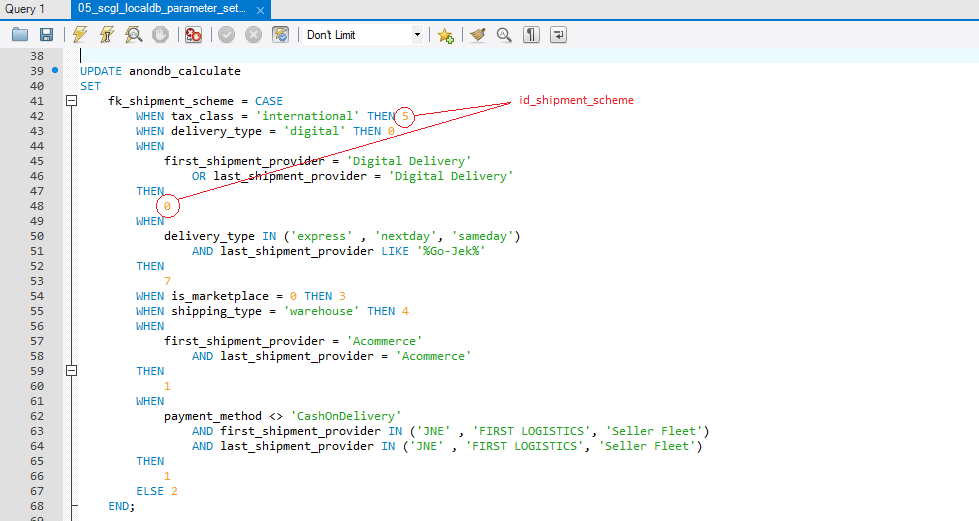 Query 1
05_scgl_localdb_parameter_set...
Don't Limit
38
39 UPDATE anondb_calculate
40 SET
41 fk_shipment_scheme = CASE
42 WHEN tax_class = 'international' THEN 5
id_shipment_scheme
43 WHEN delivery_type = 'digital' THEN 0
44 WHEN
45 first_shipment_provider = 'Digital Delivery'
46 OR last_shipment_provider = 'Digital Delivery'
47 THEN
48 0
49 WHEN
50 delivery_type IN ('express' , 'nextday', 'sameday')
51 AND last_shipment_provider LIKE '%Go-Jek%'
52 THEN
53 7
54 WHEN is_marketplace = 0 THEN 3
55 WHEN shipping_type = 'warehouse' THEN 4
56 WHEN
57 first_shipment_provider = 'Acommerce'
58 AND last_shipment_provider = 'Acommerce'
59 THEN
60 1
61 WHEN
62 payment_method <> 'CashOnDelivery'
63 AND first_shipment_provider IN ('JNE' , 'FIRST LOGISTICS', 'Seller Fleet')
64 AND last_shipment_provider IN ('JNE' , 'FIRST LOGISTICS', 'Seller Fleet')
65 THEN
66 1
67 ELSE 2
68 END;
69